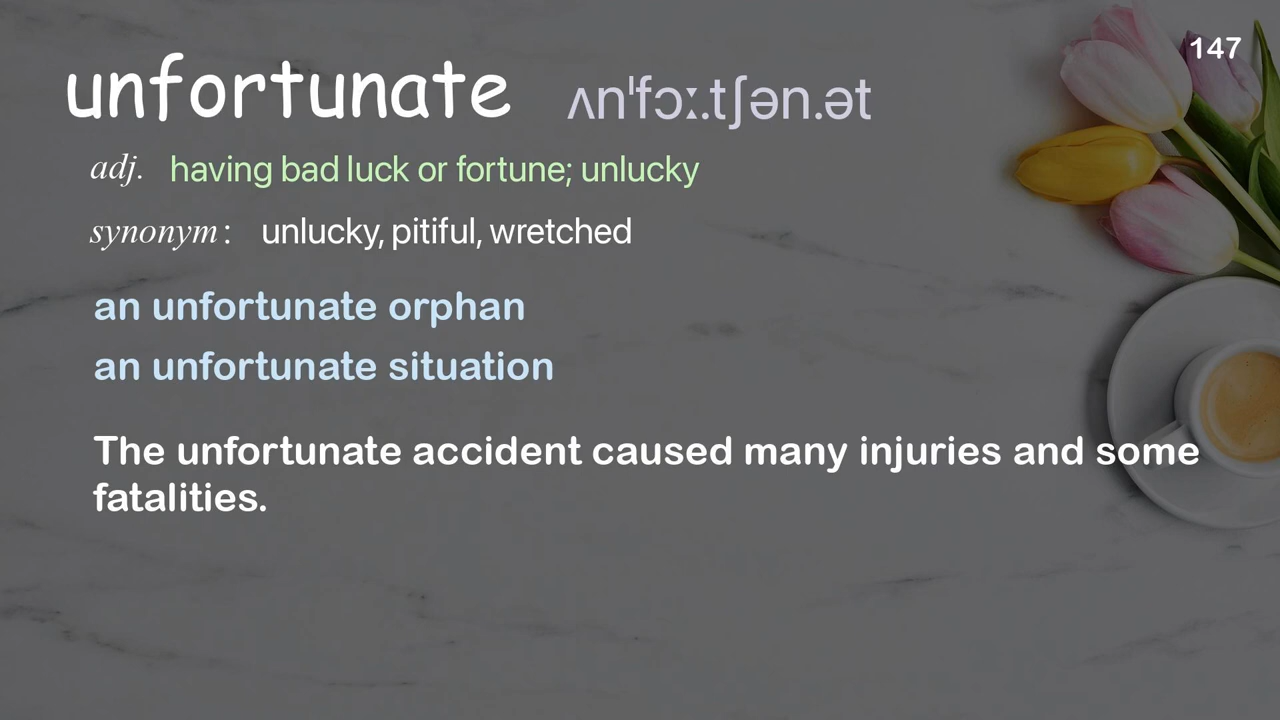 147
unfortunate ʌnˈfɔː.tʃən.ət
adj. having bad luck or fortune; unlucky
synonym: unlucky, pitiful, wretched
an unfortunate orphan
an unfortunate situation
The unfortunate accident caused many injuries and some
fatalities.